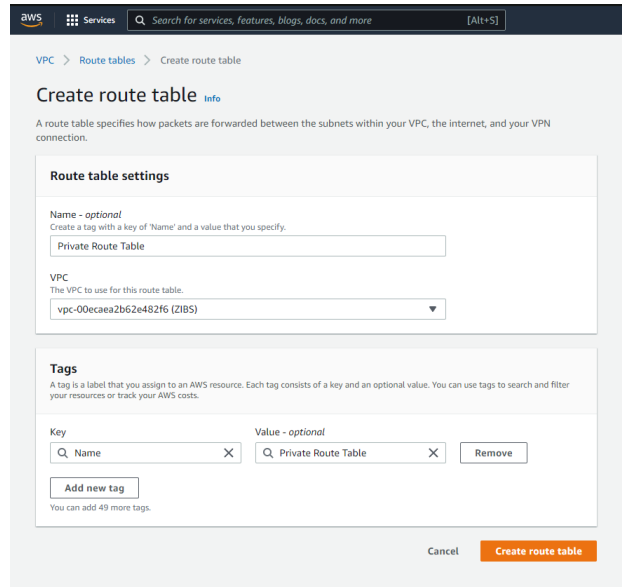 aws
Services
Search for services, features, blogs, docs, and more
[Alt+S]
VPC > Route tables > Create route table
Create route table Info
A route table specifies how packets are forwarded between the subnets within your VPC, the internet, and your VPN
connection.
Route table settings
Name - optional
Create a tag with a key of 'Name' and a value that you specify.
Private Route Table
VPC
The VPC to use for this route table.
vpc-00ecaea2b62e482f6 (ZIBS)
Tags
A tag is a label that you assign to an AWS resource. Each tag consists of a key and an optional value. You can use tags to search and filter
your resources or track your AWS costs.
Key
Value - optional
Name
Private Route Table
Remove
Add new tag
You can add 49 more tags.
Cancel
Create route table